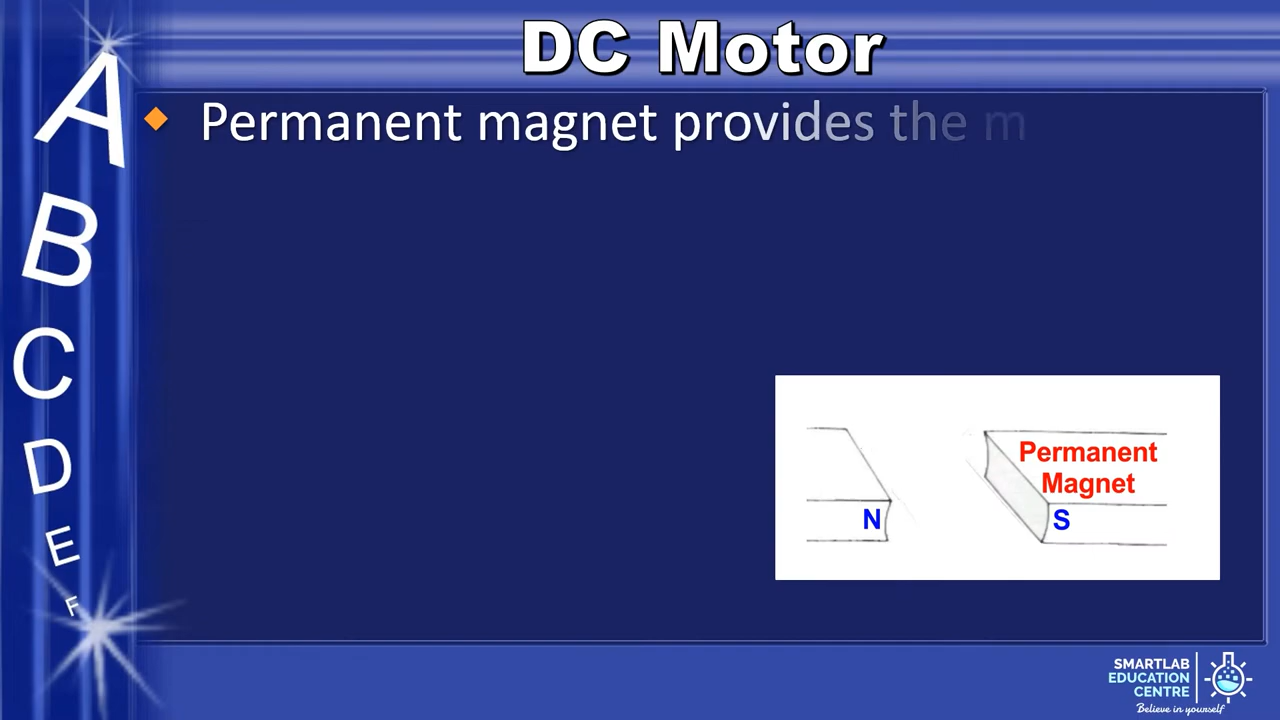 DC Motor
Permanent magnet provides the m
A
B
C
D
E
F
Permanent
Magnet
N
S
SMARTLAB
EDUCATION
CENTRE
Believe in yourself